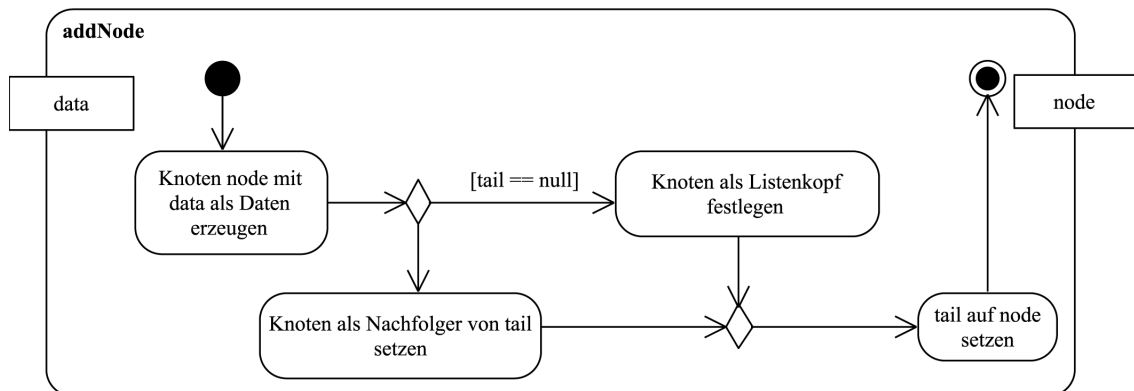 addNode
data
node
Knoten node mit
data als Daten
erzeugen
[tail == null]
Knoten als Listenkopf
festlegen
Knoten als Nachfolger von tail
setzen
tail auf node
setzen